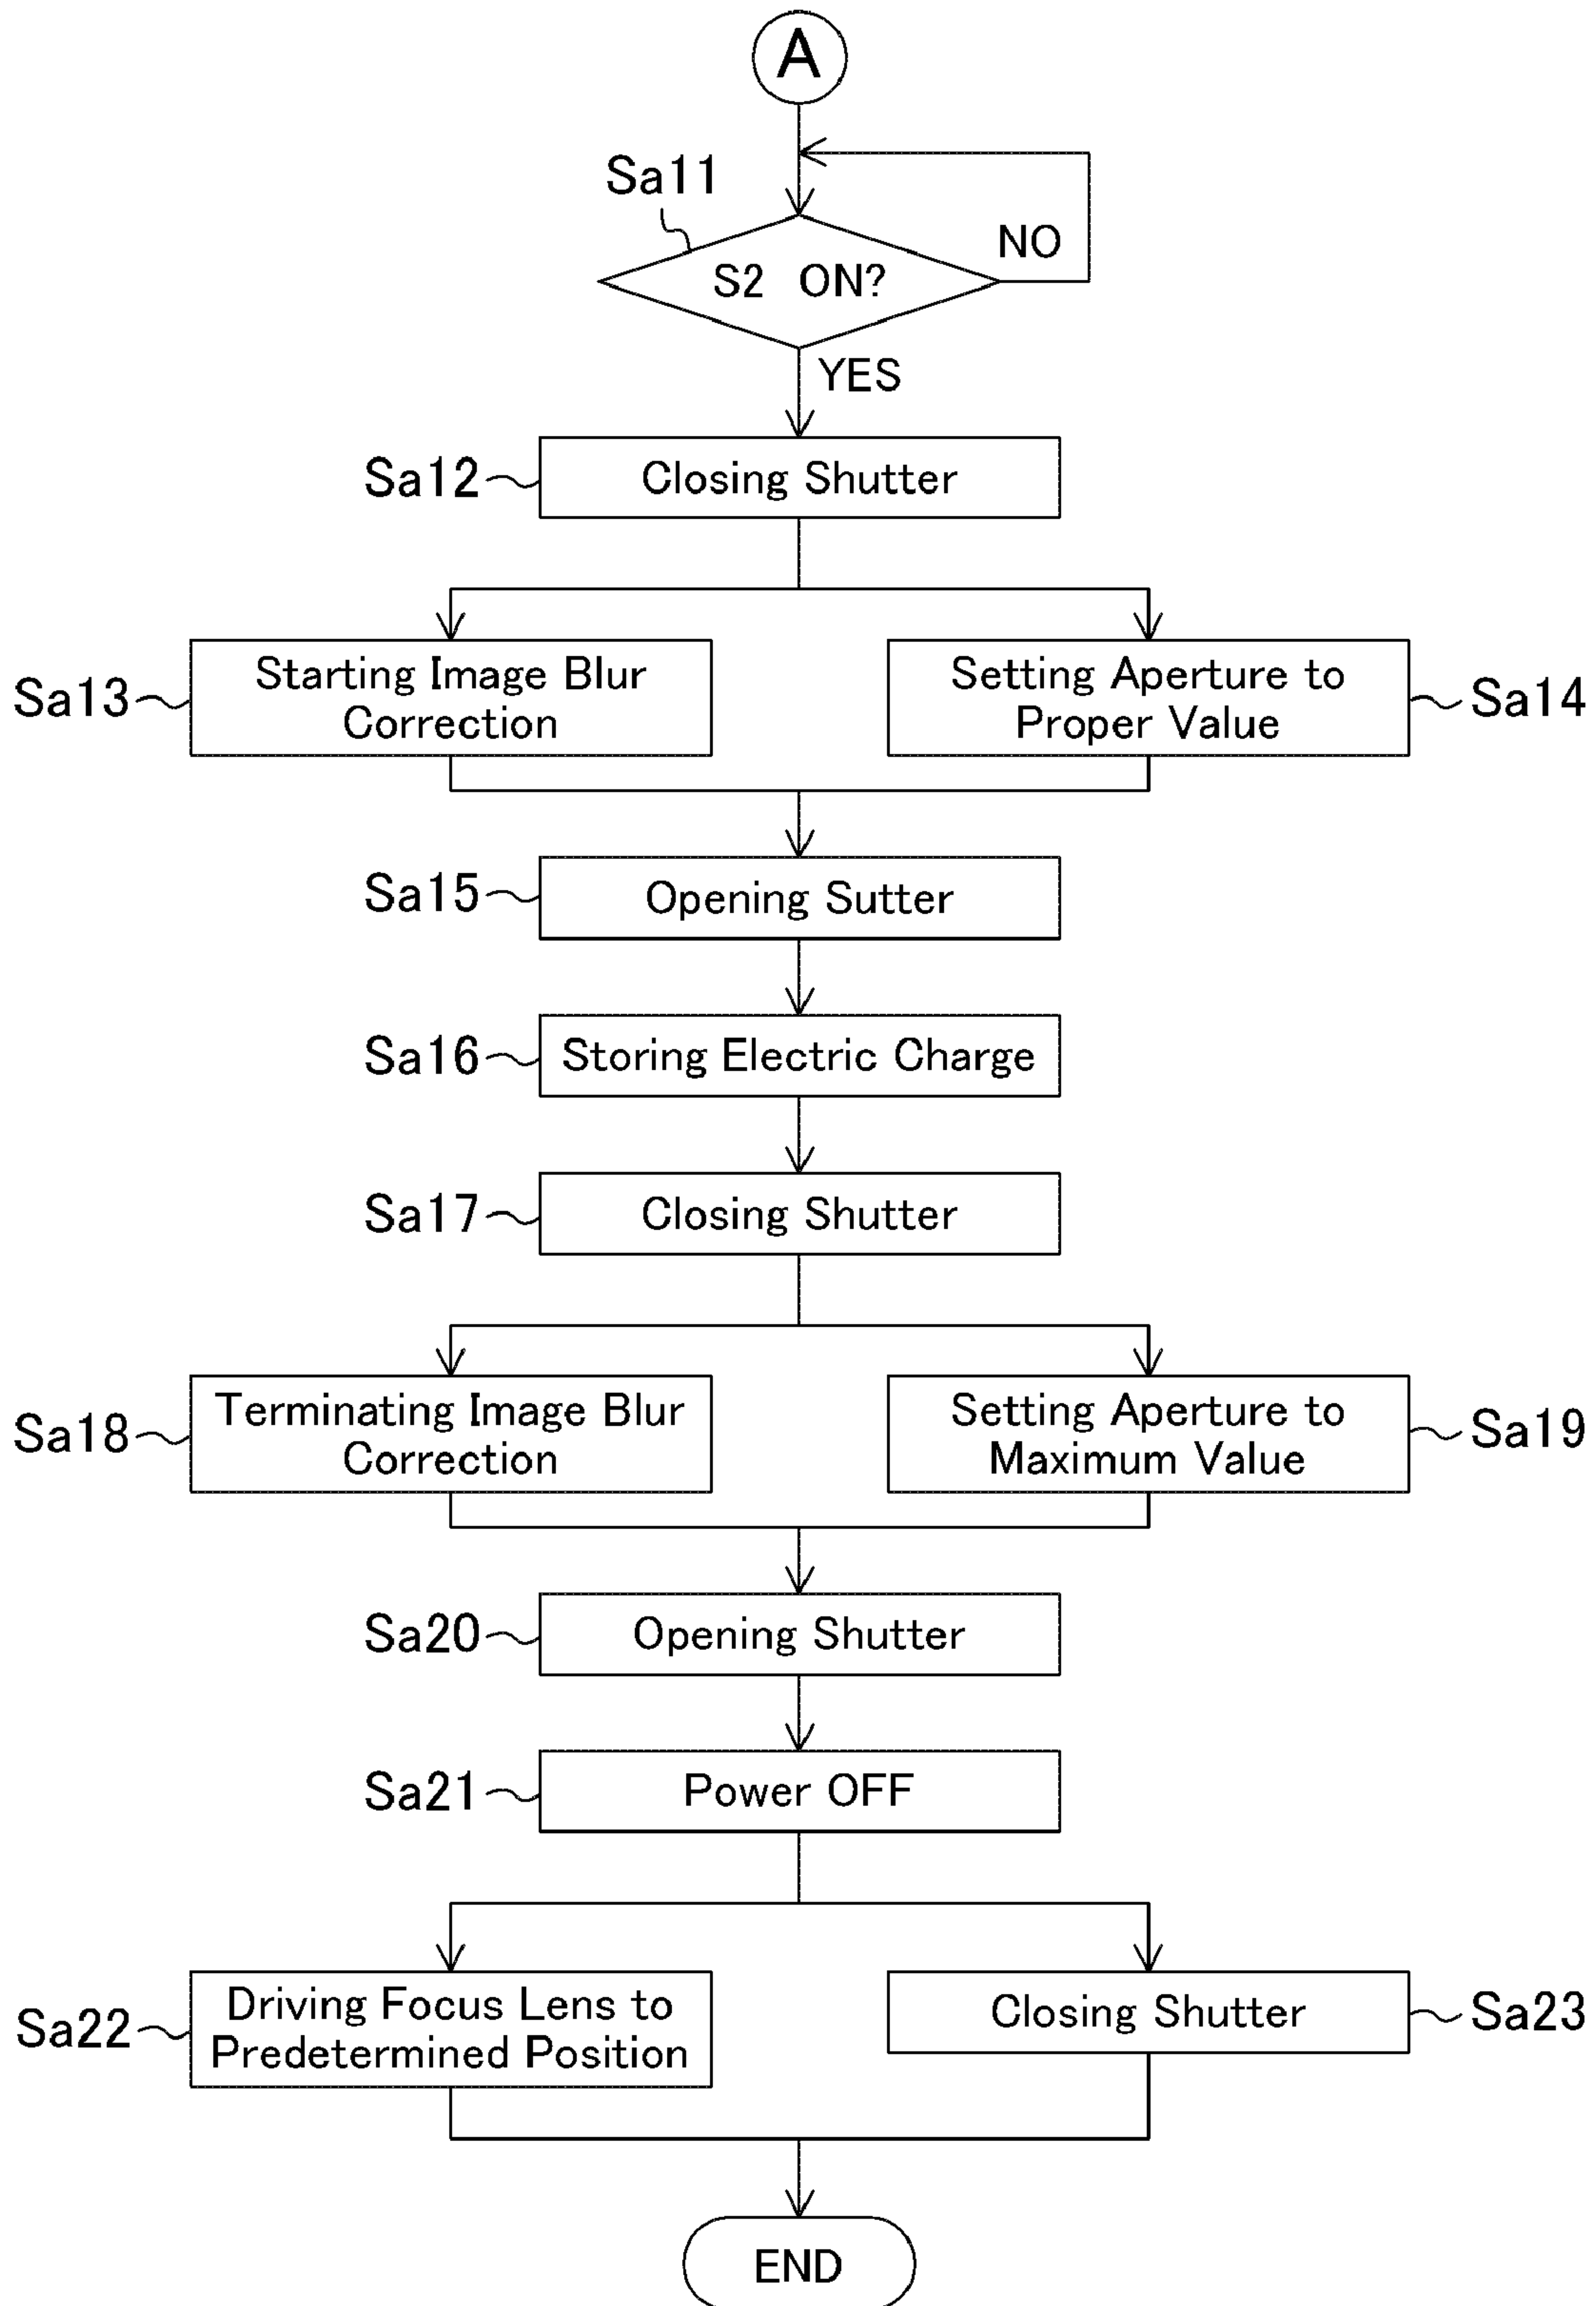 A
Sa11
NO
S2 ON?
YES
Sa12
Closing Shutter
Sa13
Starting Image Blur
Correction
Setting Aperture to
Proper Value
Sa14
Sa15
Opening Sutter
Sa16
Storing Electric Charge
Sa17
Closing Shutter
Sa18
Terminating Image Blur
Correction
Setting Aperture to
Maximum Value
Sa19
Sa20
Opening Shutter
Sa21
Power OFF
Sa22
Driving Focus Lens to
Predetermined Position
Closing Shutter
Sa23
END